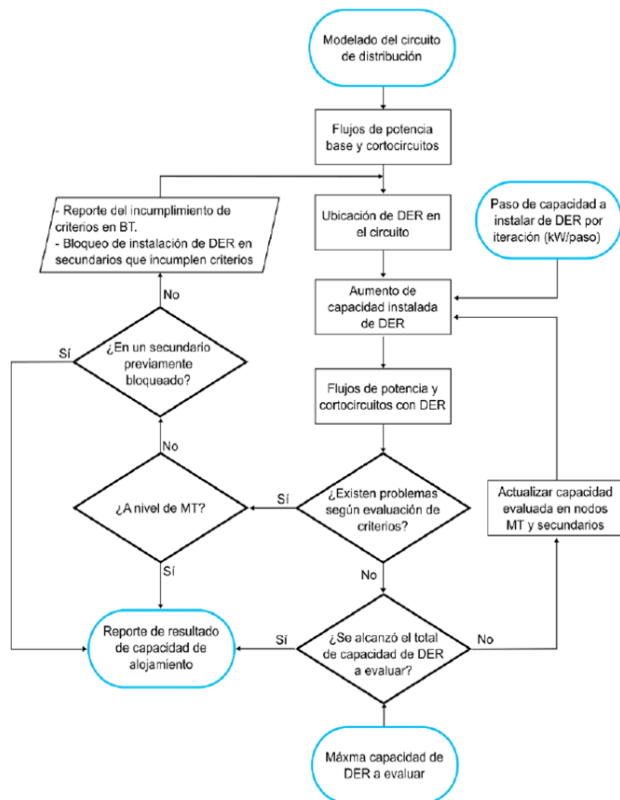 Modelado del circuito
de distribución
Flujos de potencia
base y cortocircuitos
- Reporte del incumplimiento de
criterios en BT.
- Bloqueo de instalación de DER en
secundarios que incumplen criterios
Ubicación de DER en
el circuito
Paso de capacidad a
instalar de DER por
iteración (kW/paso)
Aumento de
capacidad instalada
de DER
No
Sí
¿En un secundario
previamente
bloqueado?
Flujos de potencia y
cortocircuitos con DER
No
¿A nivel de MT?
Sí
¿Existen problemas
según evaluación de
criterios?
Actualizar capacidad
evaluada en nodos
MT y secundarios
Sí
No
Reporte de resultado
de capacidad de
alojamiento
Sí
¿Se alcanzó el total
de capacidad de DER
a evaluar?
No
Máxma capacidad de
DER a evaluar